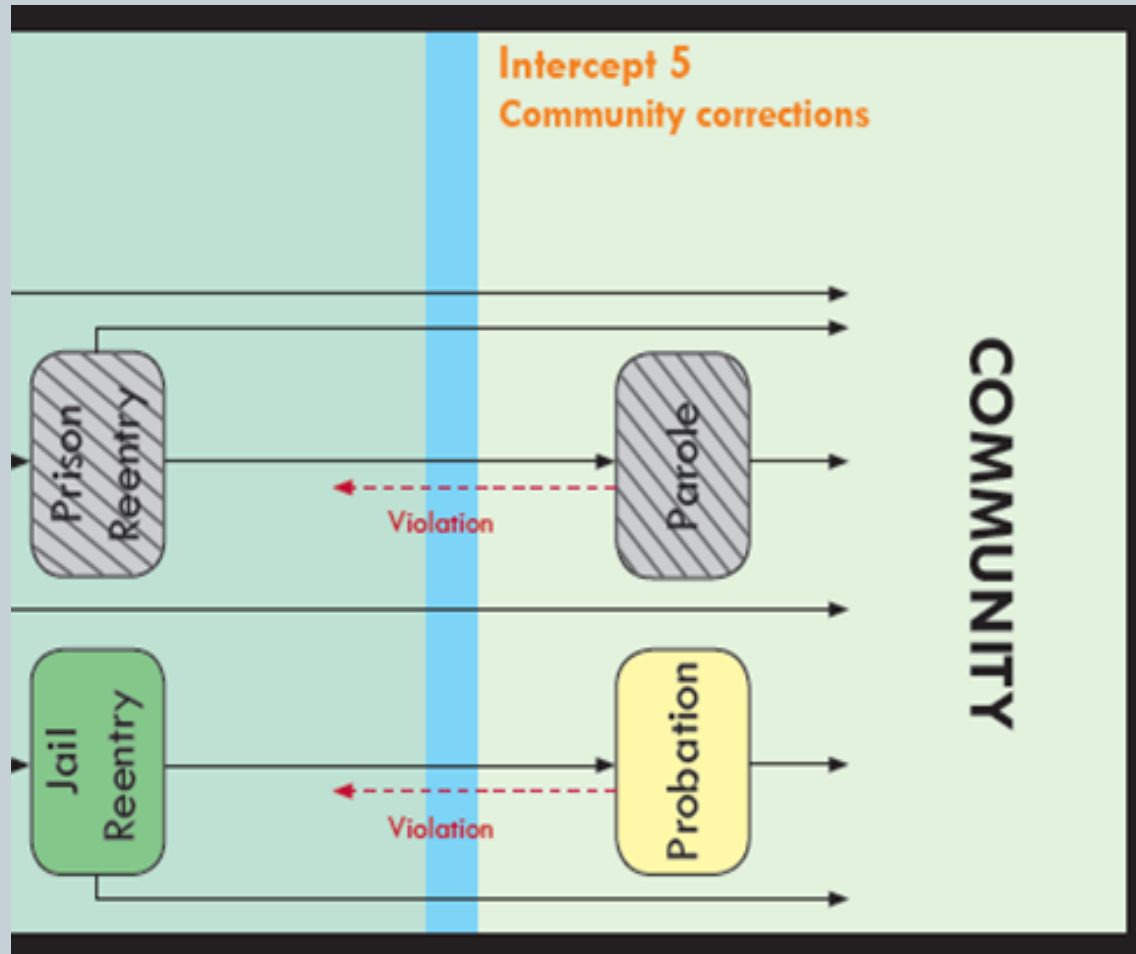 Intercept 5
Community corrections
Prison
Reentry
Parole
Violation
COMMUNITY
Jail
Reentry
Probation
Violation